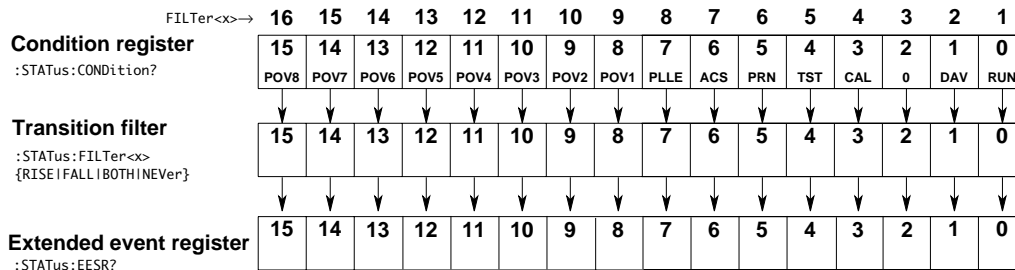 FILTer<x>→ 16 15 14 13 12 11 10 9 8 7 6 5 4 3 2 1
Condition register 15 14 13 12 11 10 9 8 7 6 5 4 3 2 1 0
:STATus:CONDition? POV8 POV7 POV6 POV5 POV4 POV3 POV2 POV1 PLLE ACS PRN TST CAL 0 DAV RUN
Transition filter 15 14 13 12 11 10 9 8 7 6 5 4 3 2 1 0
:STATus:FILTer<x>
{RISE|FALL|BOTH|NEVer}
Extended event register 15 14 13 12 11 10 9 8 7 6 5 4 3 2 1 0
:STATus:EESR?